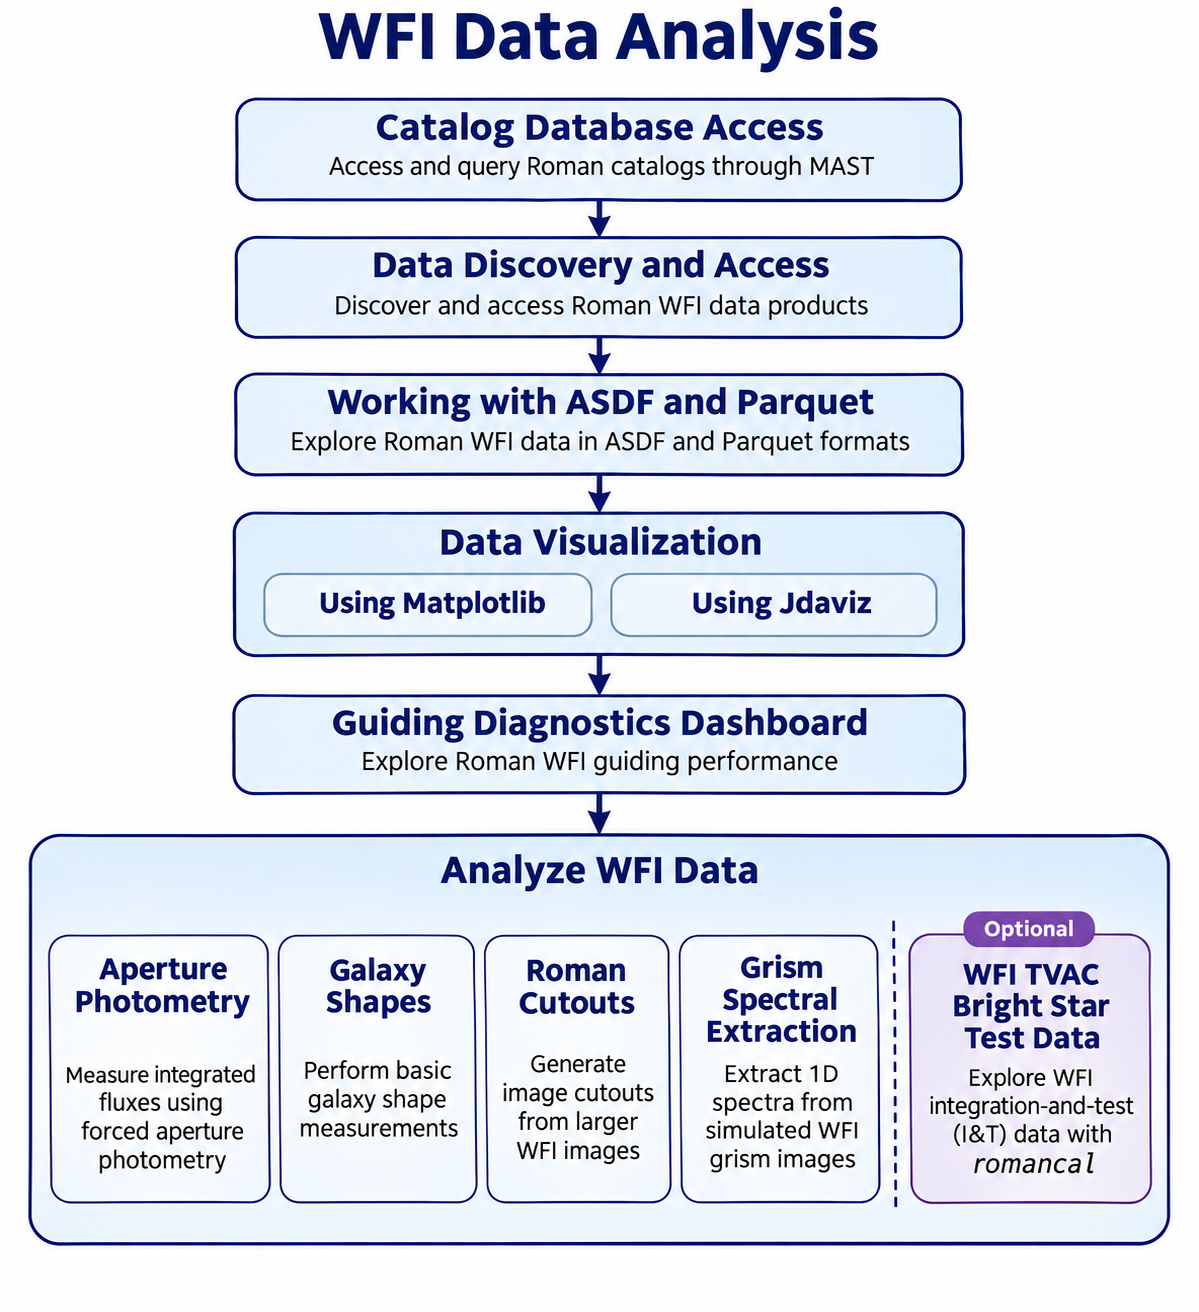 WFI Data Analysis
Catalog Database Access
Access and query Roman catalogs through MAST
Data Discovery and Access
Discover and access Roman WFI data products
Working with ASDF and Parquet
Explore Roman WFI data in ASDF and Parquet formats
Data Visualization
Using Matplotlib
Using Jdaviz
Guiding Diagnostics Dashboard
Explore Roman WFI guiding performance
Analyze WFI Data
Aperture
Photometry
Measure integrated
fluxes using
forced aperture
photometry
Galaxy
Shapes
Perform basic
galaxy shape
measurements
Roman
Cutouts
Generate
image cutouts
from larger
WFI images
Grism
Spectral
Extraction
Extract 1D
spectra from
simulated WFI
grism images
Optional
WFI TVAC
Bright Star
Test Data
Explore WFI
integration-and-test
(I&T) data with
romancal